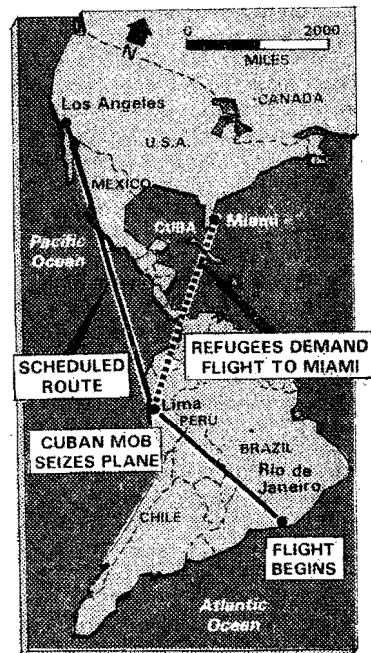 N
0 2000
MILES
Los Angeles
CANADA
U.S.A.
MEXICO
CUBA
Miami
Pacific
Ocean
SCHEDULED
ROUTE
REFUGEES DEMAND
FLIGHT TO MIAMI
Lima
PERU
CUBAN MOB
SEIZES PLANE
BRAZIL
Rio de
Janeiro
CHILE
FLIGHT
BEGINS
Atlantic
Ocean